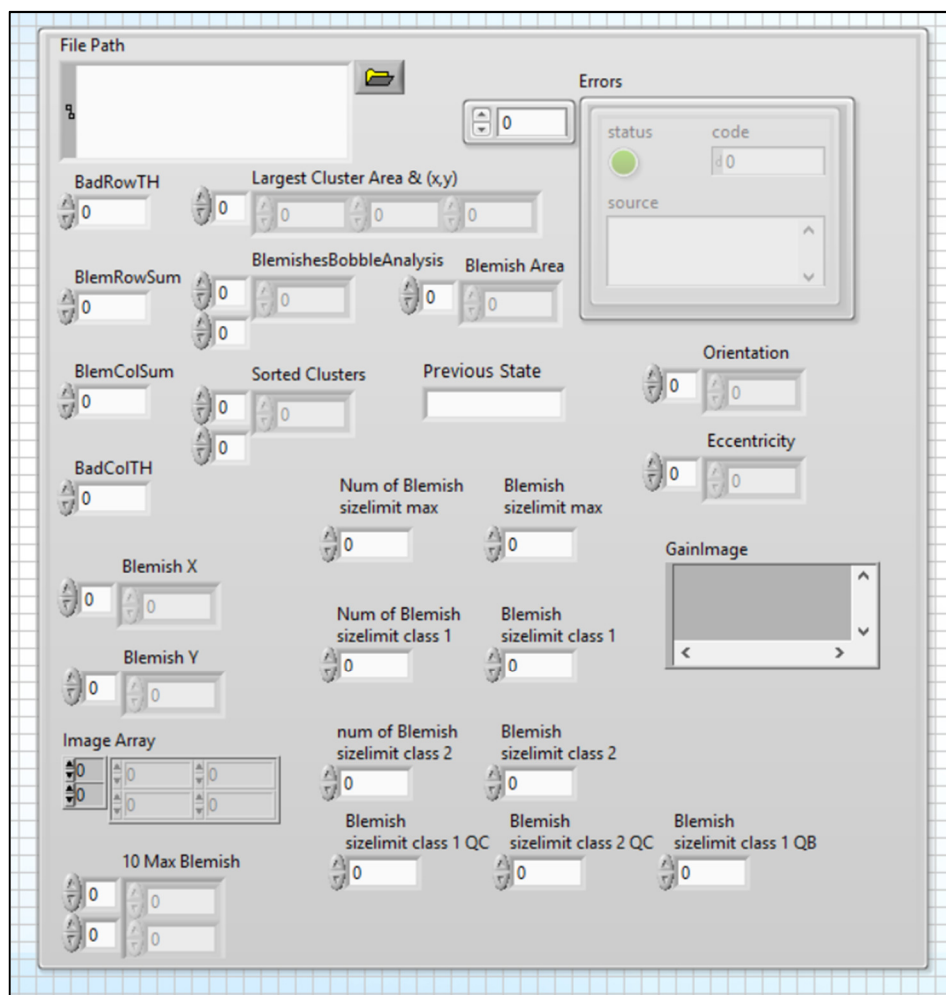 File Path
Errors
0
status
code
d 0
source
BadRowTH
0
Largest Cluster Area & (x,y)
0
0
0
0
BlemRowSum
0
BlemishesBobbleAnalysis
0
0
0
Blemish Area
0
0
BlemColSum
0
Sorted Clusters
0
0
0
Previous State
Orientation
0
0
BadColTH
0
Eccentricity
0
0
Num of Blemish
sizelimit max
0
Blemish
sizelimit max
0
GainImage
Blemish X
0
0
Num of Blemish
sizelimit class 1
0
Blemish
sizelimit class 1
0
Blemish Y
0
0
Image Array
0
0
0
0
0
0
num of Blemish
sizelimit class 2
0
Blemish
sizelimit class 2
0
Blemish
sizelimit class 1 QC
0
Blemish
sizelimit class 2 QC
0
Blemish
sizelimit class 1 QB
0
10 Max Blemish
0
0
0
0